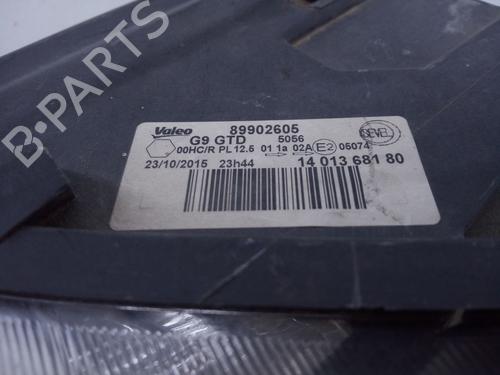 Valeo 89902605
G9 GTD 5056
00HC/R PL 12.5 01 1a 02A E2 05074
SEVEL
23/10/2015 23h44 14 013 681 80
B-PARTS